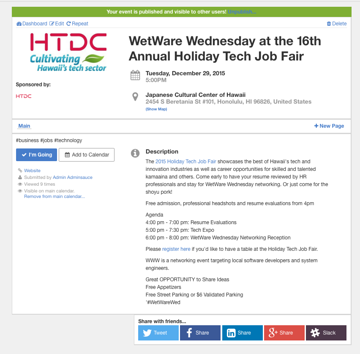 Your event is published and visible to other users!
Dashboard Edit Repeat
Delete
HTDC
Cultivating
Hawaii's tech sector
WetWare Wednesday at the 16th
Annual Holiday Tech Job Fair
Tuesday, December 29, 2015
5:00PM
Sponsored by:
HTDC
Japanese Cultural Center of Hawaii
2454 S Beretania St #101, Honolulu, HI 96826, United States
(Show Map)
Main
+ New Page
#business #jobs #technology
✓ I'm Going
Add to Calendar
Website
Submitted by Admin Adminsauce
Viewed 9 times
Visible on main calendar.
Remove from main calendar...
Description
The 2015 Holiday Tech Job Fair showcases the best of Hawaii's tech and
innovation industries as well as career opportunities for skilled and talented
kamaaina and others. Come early to have your resume reviewed by HR
professionals and stay for WetWare Wednesday networking. Or just come for the
shoyu pork!
Free admission, professional headshots and resume evaluations from 4pm
Agenda
4:00 pm - 7:00 pm: Resume Evaluations
5:00 pm - 7:30 pm: Tech Expo
6:00 pm - 8:00 pm: WetWare Wednesday Networking Reception
Please register here if you'd like to have a table at the Holiday Tech Job Fair.
WWW is a networking event targeting local software developers and system
engineers.
Great OPPORTUNITY to Share Ideas
Free Appetizers
Free Street Parking or $6 Validated Parking
#WetWareWed
Share with friends...
Tweet
Share
Share
Share
Slack